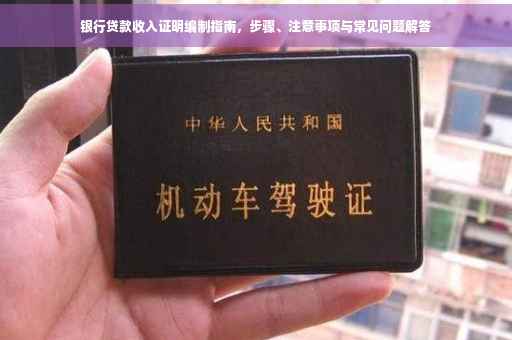 银行贷款收入证明编制指南，步骤、注意事项与常见问题解答
中华人民共和国
机动车驾驶证